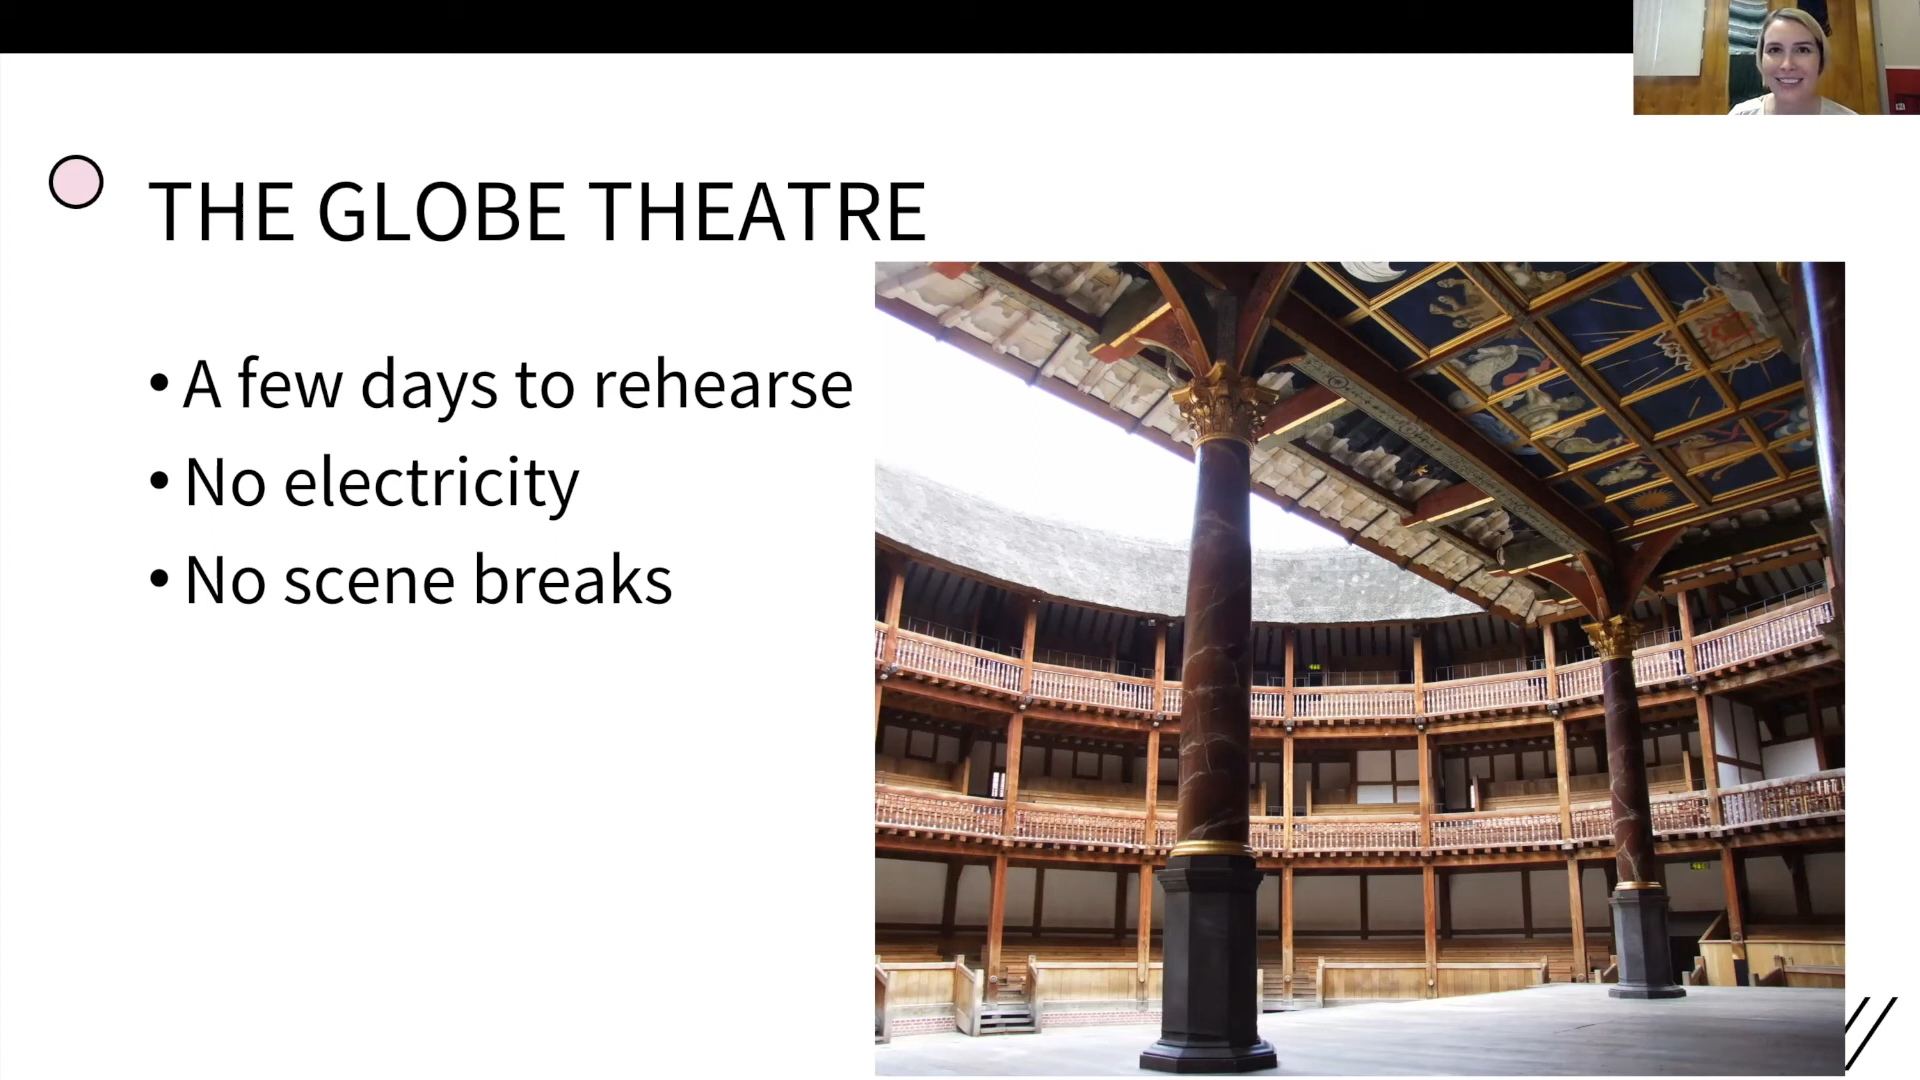 THE GLOBE THEATRE
• A few days to rehearse
• No electricity
• No scene breaks